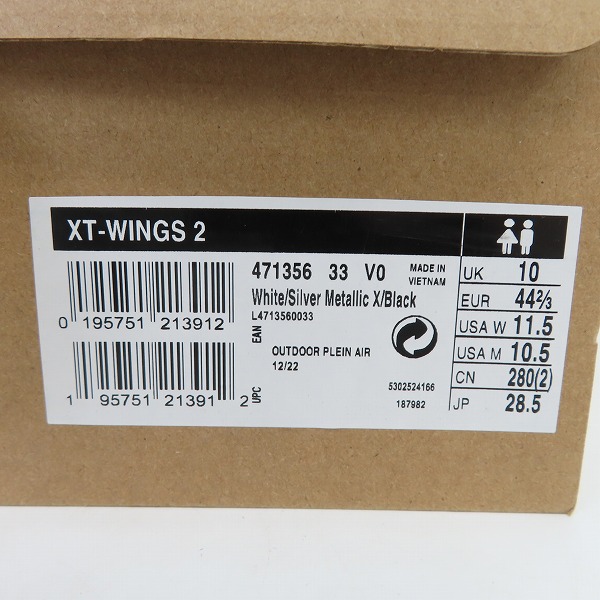 XT-WINGS 2
471356 33 V0
MADE IN
VIETNAM
White/Silver Metallic X/Black
L4713560033
0 195751 213912
EAN
OUTDOOR PLEIN AIR
12/22
1 95751 21391 2
UPC
5302524166
187982
UK 10
EUR 44⅔
USA W 11.5
USA M 10.5
CN 280(2)
JP 28.5